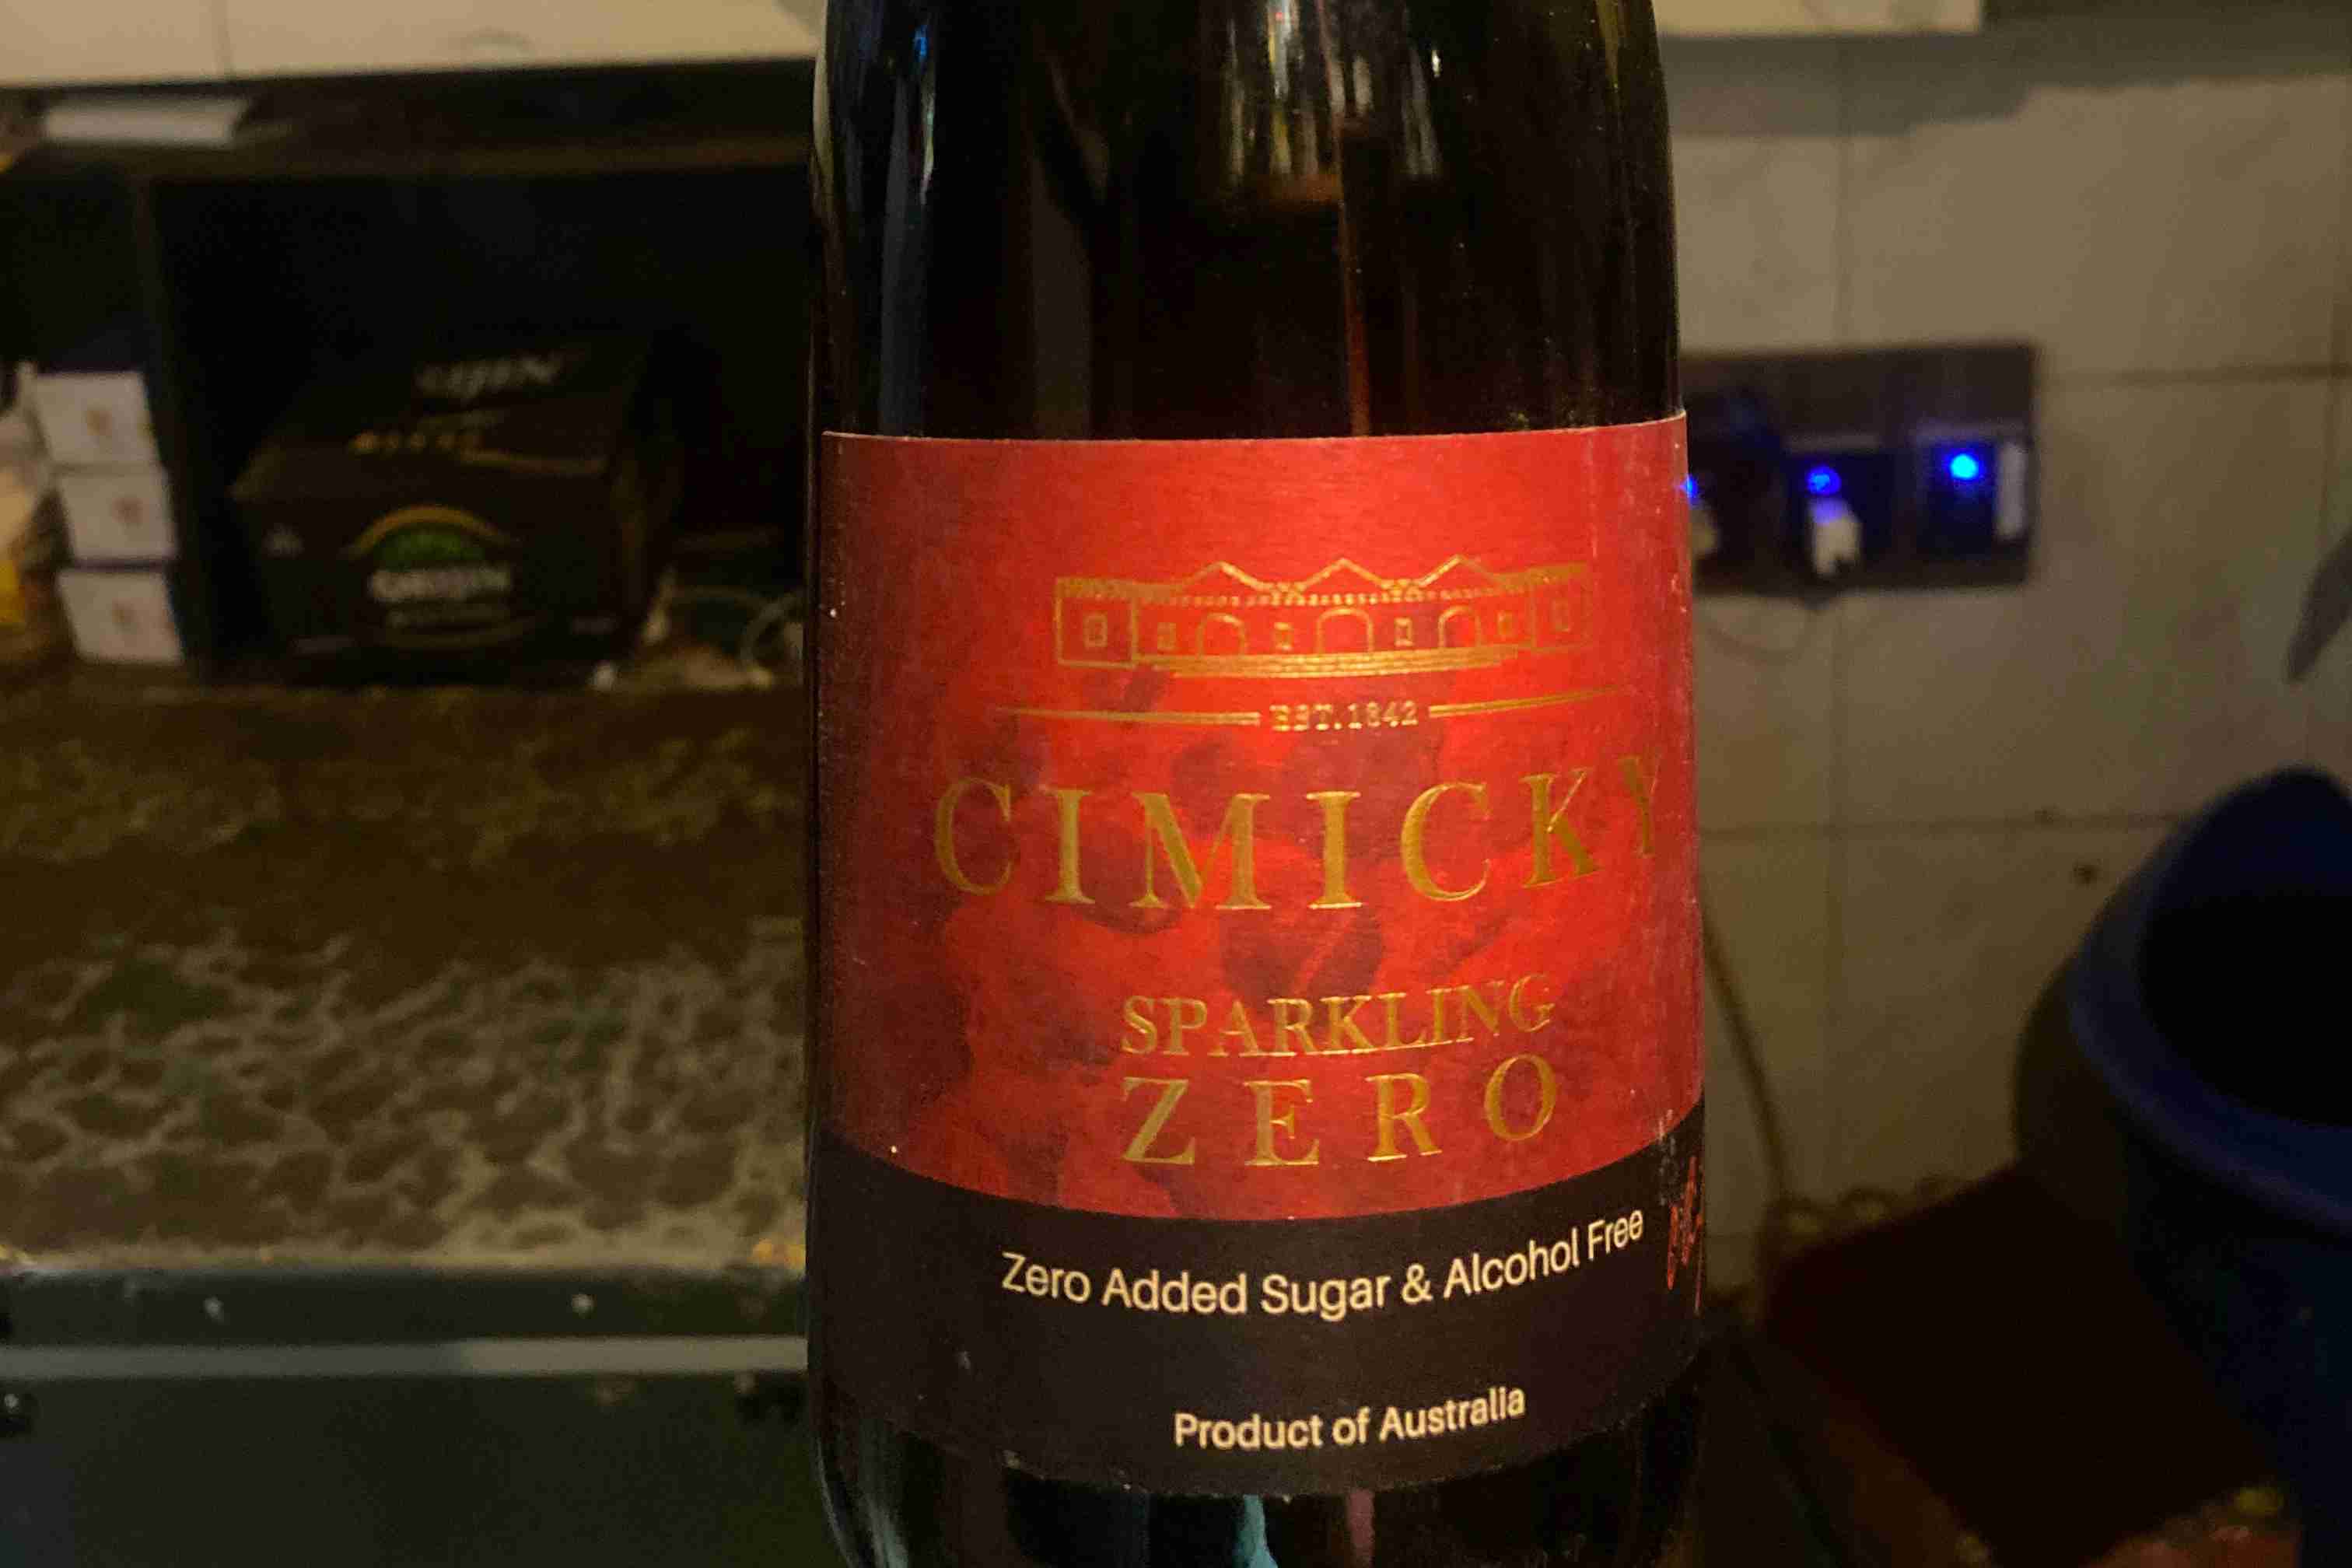 EST.1842
CIMICKY
SPARKLING
ZERO
Zero Added Sugar & Alcohol Free
Product of Australia